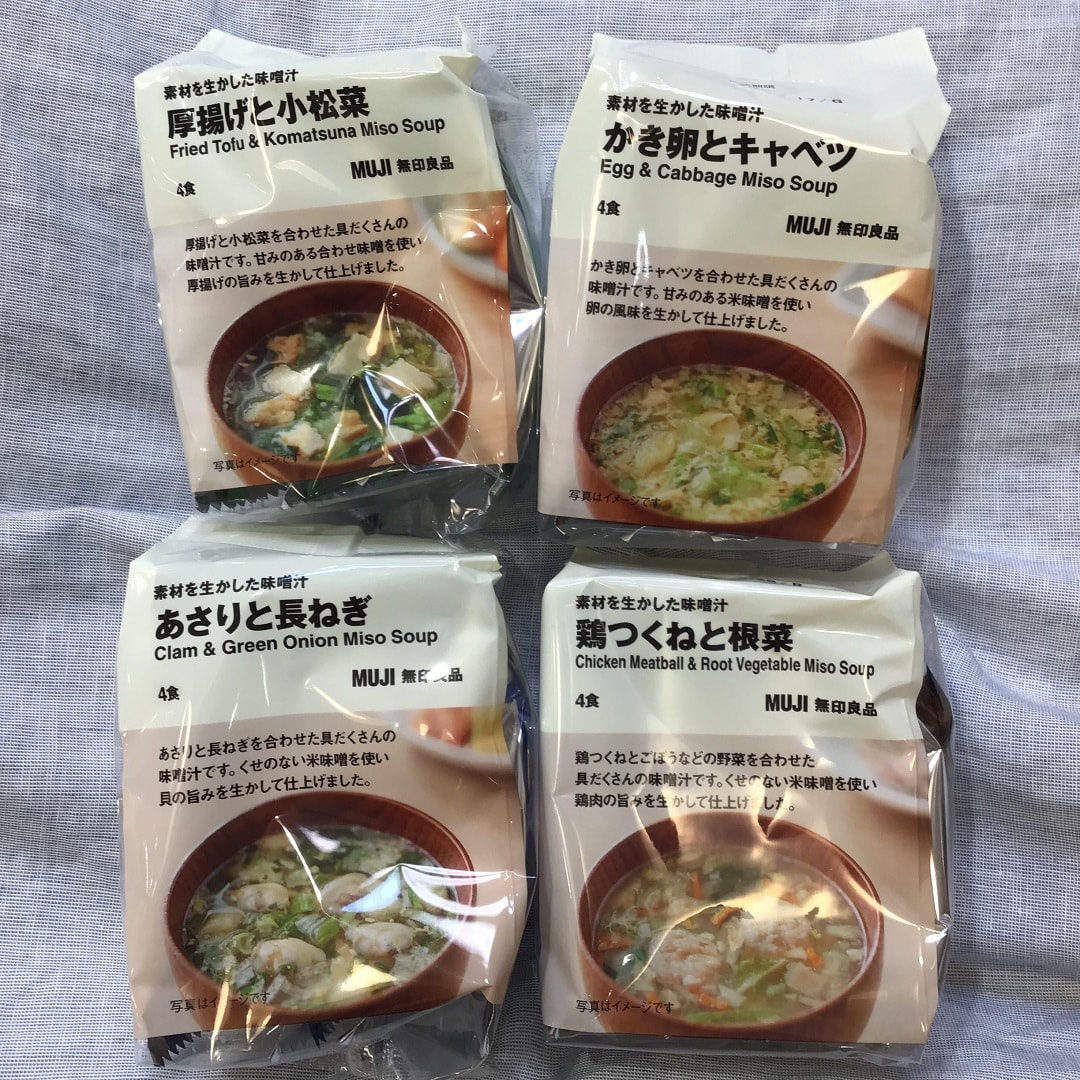 素材を生かした味噌汁
厚揚げと小松菜
Fried Tofu & Komatsuna Miso Soup
MUJI 無印良品
4食
厚揚げと小松菜を合わせた具だくさんの
味噌汁です。甘みのある合わせ味噌を使い
厚揚げの旨みを生かして仕上げました。
写真はイメージです
素材を生かした味噌汁
かき卵とキャベツ
Egg & Cabbage Miso Soup
4食
MUJI 無印良品
かき卵とキャベツを合わせた具だくさんの
味噌汁です。甘みのある米味噌を使い
卵の風味を生かして仕上げました。
写真はイメージです
素材を生かした味噌汁
あさりと長ねぎ
Clam & Green Onion Miso Soup
MUJI 無印良品
4食
あさりと長ねぎを合わせた具だくさんの
味噌汁です。くせのない米味噌を使い
貝の旨みを生かして仕上げました。
写真はイメージです
素材を生かした味噌汁
鶏つくねと根菜
Chicken Meatball & Root Vegetable Miso Soup
4食
MUJI 無印良品
鶏つくねとごぼうなどの野菜を合わせた
具だくさんの味噌汁です。くせのない米味噌を使い
鶏肉の旨みを生かして仕上げました。
写真はイメージです